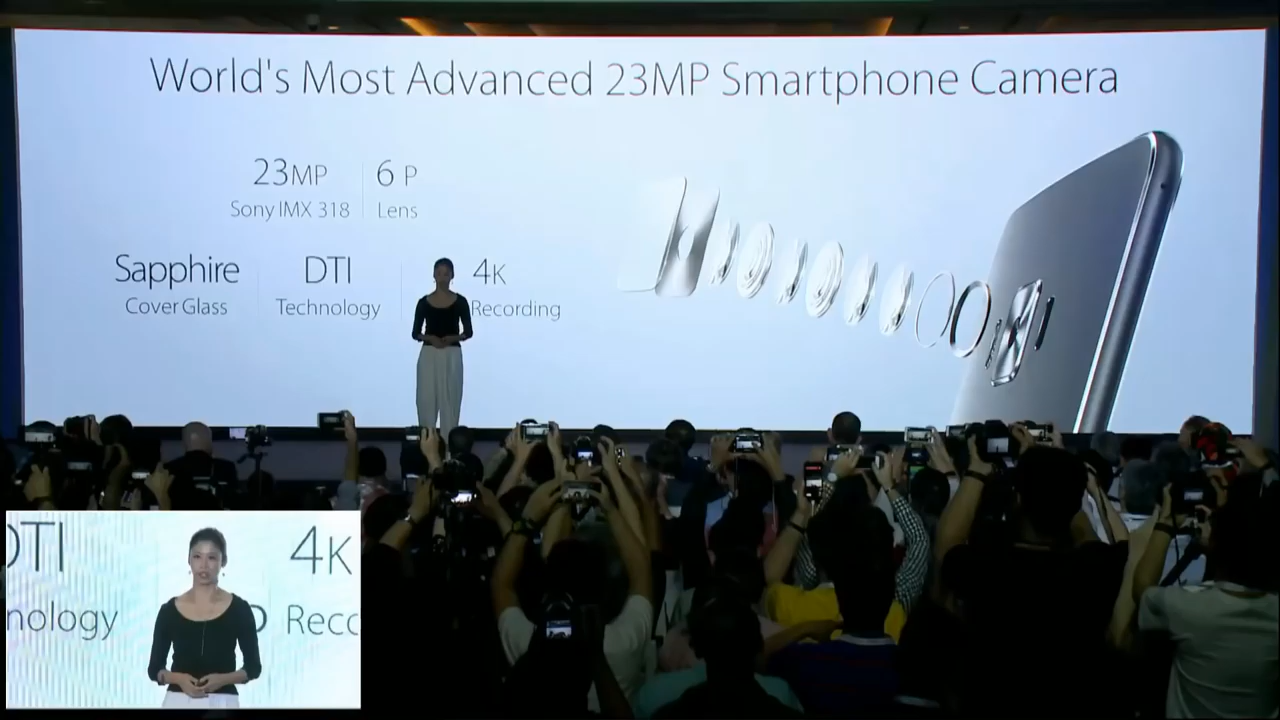 World's Most Advanced 23MP Smartphone Camera
23MP
6 P
Sony IMX 318
Lens
Sapphire
DTI
4K
Cover Glass
Technology
Recording
DTI
4K
nology
Reco